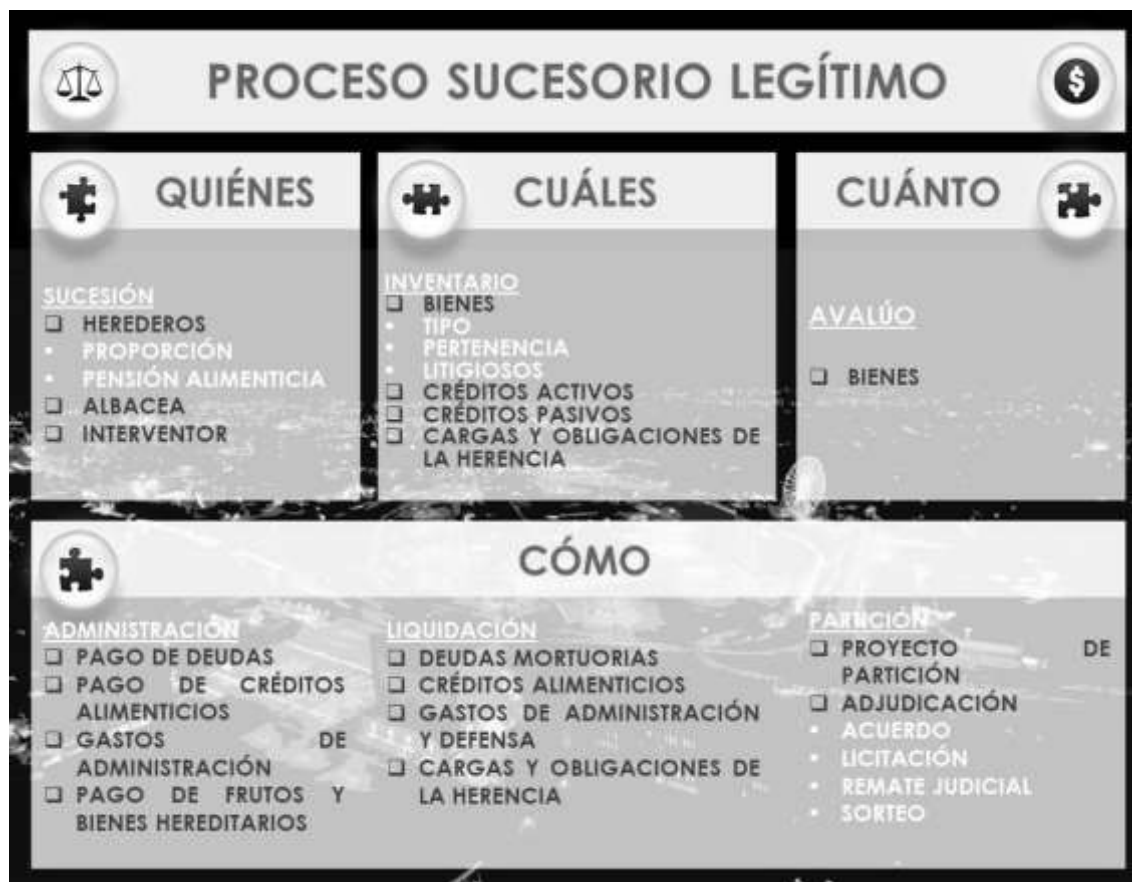 PROCESO SUCESORIO LEGÍTIMO
$
QUIÉNES
SUCESIÓN
HEREDEROS
PROPORCIÓN
PENSIÓN ALIMENTICIA
ALBACEA
INTERVENTOR
CUÁLES
INVENTARIO
BIENES
TIPO
PERTENENCIA
LITIGIOSOS
CRÉDITOS ACTIVOS
CRÉDITOS PASIVOS
CARGAS Y OBLIGACIONES DE
LA HERENCIA
CUÁNTO
AVALÚO
BIENES
CÓMO
ADMINISTRACIÓN
PAGO DE DEUDAS
PAGO DE CRÉDITOS
ALIMENTICIOS
GASTOS DE
ADMINISTRACIÓN
PAGO DE FRUTOS Y
BIENES HEREDITARIOS
LIQUIDACIÓN
DEUDAS MORTUORIAS
CRÉDITOS ALIMENTICIOS
GASTOS DE ADMINISTRACIÓN
Y DEFENSA
CARGAS Y OBLIGACIONES DE
LA HERENCIA
PARTICIÓN
PROYECTO DE
PARTICIÓN
ADJUDICACIÓN
ACUERDO
LICITACIÓN
REMATE JUDICIAL
SORTEO